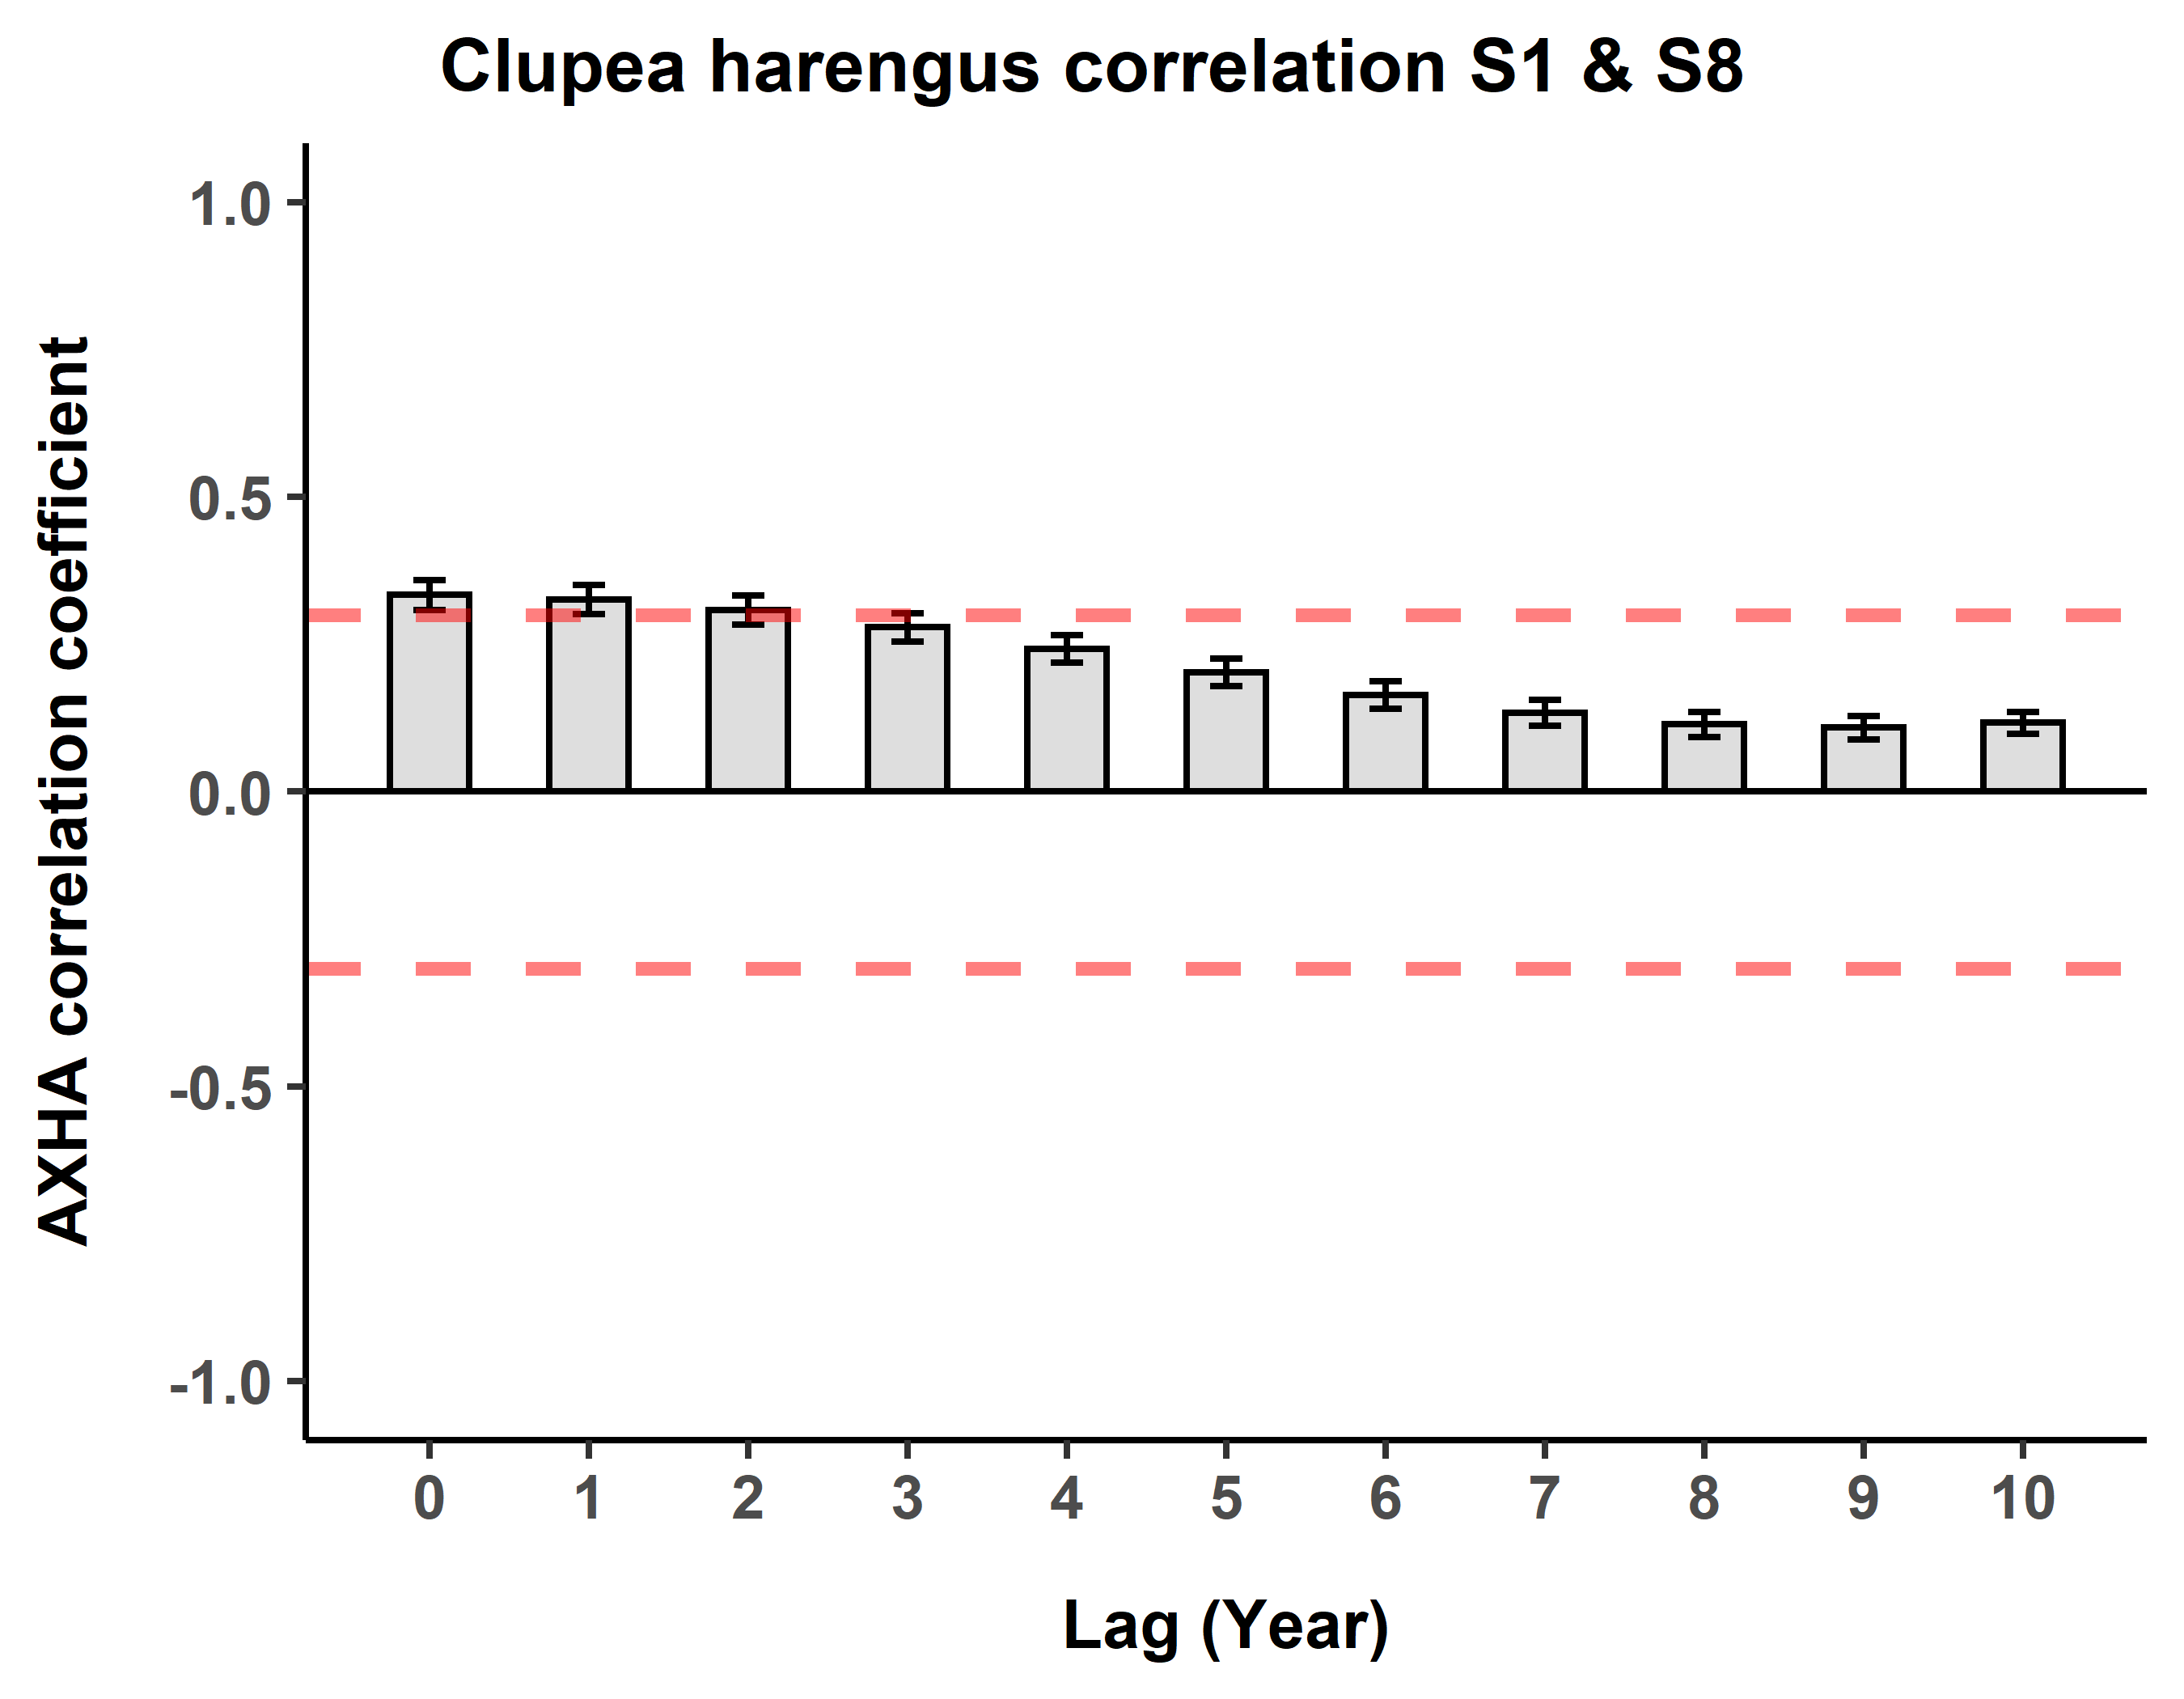 Clupea harengus correlation S1 & S8
AXHA correlation coefficient
1.0
0.5
0.0
-0.5
-1.0
0 1 2 3 4 5 6 7 8 9 10
Lag (Year)